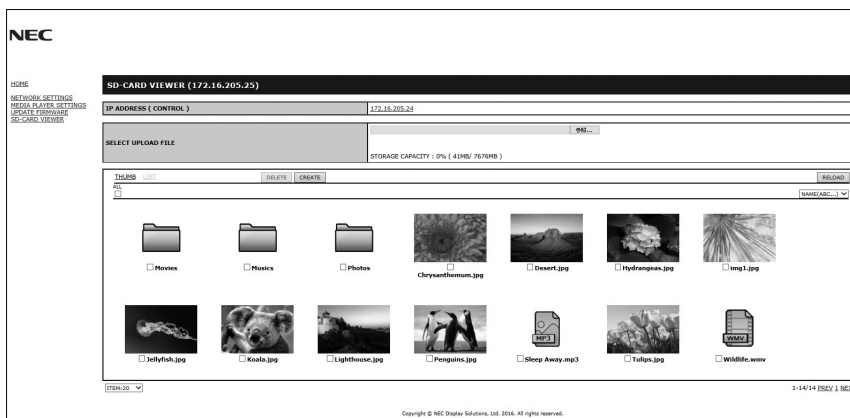 NEC
HOME
NETWORK SETTINGS
MEDIA PLAYER SETTINGS
UPDATE FIRMWARE
SD-CARD VIEWER
SD-CARD VIEWER (172.16.205.25)
IP ADDRESS ( CONTROL ) 172.16.205.24
SELECT UPLOAD FILE
STORAGE CAPACITY : 0% ( 41MB/ 7676MB )
THUMB LIST DELETE CREATE RELOAD
ALL
NAME(ABC...)
Movies Musics Photos Chrysanthemum.jpg Desert.jpg Hydrangeas.jpg img1.jpg
Jellyfish.jpg Koala.jpg Lighthouse.jpg Penguins.jpg MP3 Sleep Away.mp3 Tulips.jpg WMV Wildlife.wmv
ITEM:20 1-14/14 PREV 1 NE
Copyright © NEC Display Solutions, Ltd. 2016. All rights reserved.